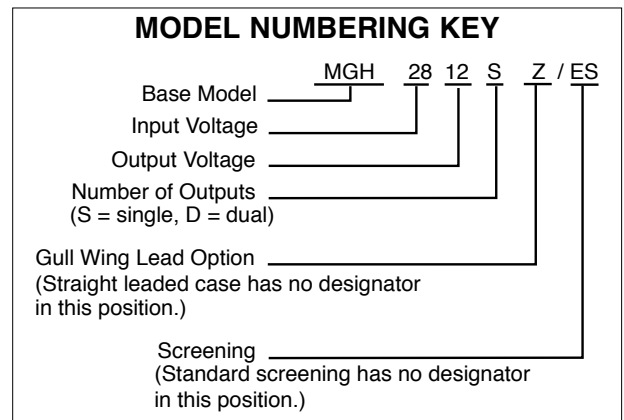 MODEL NUMBERING KEY
MGH 28 12 S Z / ES
Base Model
Input Voltage
Output Voltage
Number of Outputs
(S = single, D = dual)
Gull Wing Lead Option
(Straight leaded case has no designator
in this position.)
Screening
(Standard screening has no designator
in this position.)